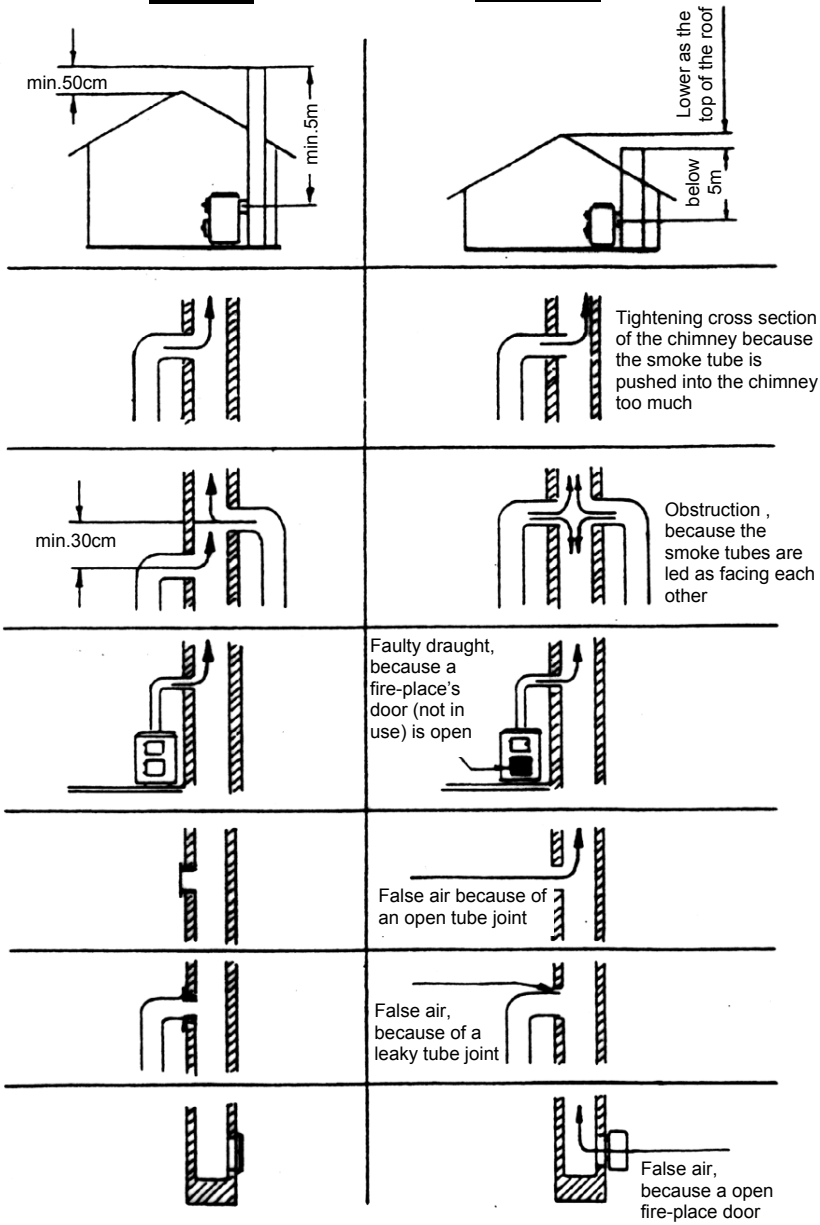 min.50cm
min.5m
Lower as the
top of the roof
below
5m
Tightening cross section
of the chimney because
the smoke tube is
pushed into the chimney
too much
min.30cm
Obstruction ,
because the
smoke tubes are
led as facing each
other
Faulty draught,
because a
fire-place's
door (not in
use) is open
False air because of
an open tube joint
False air,
because of a
leaky tube joint
False air,
because a open
fire-place door